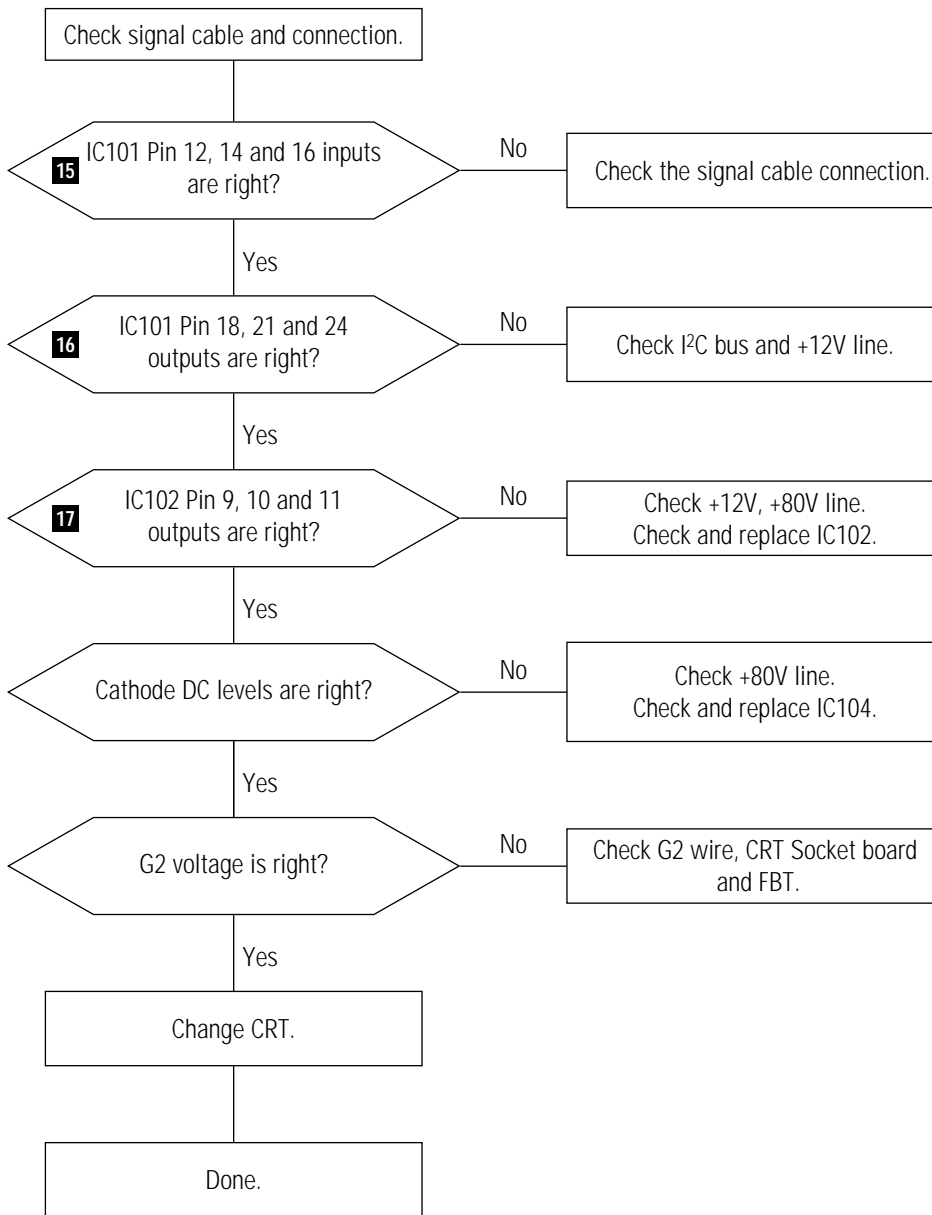 Check signal cable and connection.
15
IC101 Pin 12, 14 and 16 inputs
are right?
No
Check the signal cable connection.
Yes
16
IC101 Pin 18, 21 and 24
outputs are right?
No
Check I²C bus and +12V line.
Yes
17
IC102 Pin 9, 10 and 11
outputs are right?
No
Check +12V, +80V line.
Check and replace IC102.
Yes
Cathode DC levels are right?
No
Check +80V line.
Check and replace IC104.
Yes
G2 voltage is right?
No
Check G2 wire, CRT Socket board
and FBT.
Yes
Change CRT.
Done.